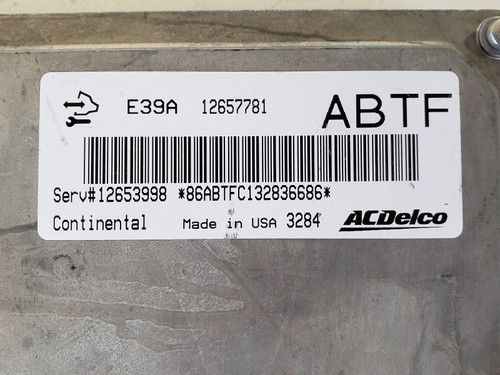 E39A 12657781 ABTF
Serv#12653998 *86ABTFC132836686*
Continental Made in USA 3284 ACDelco